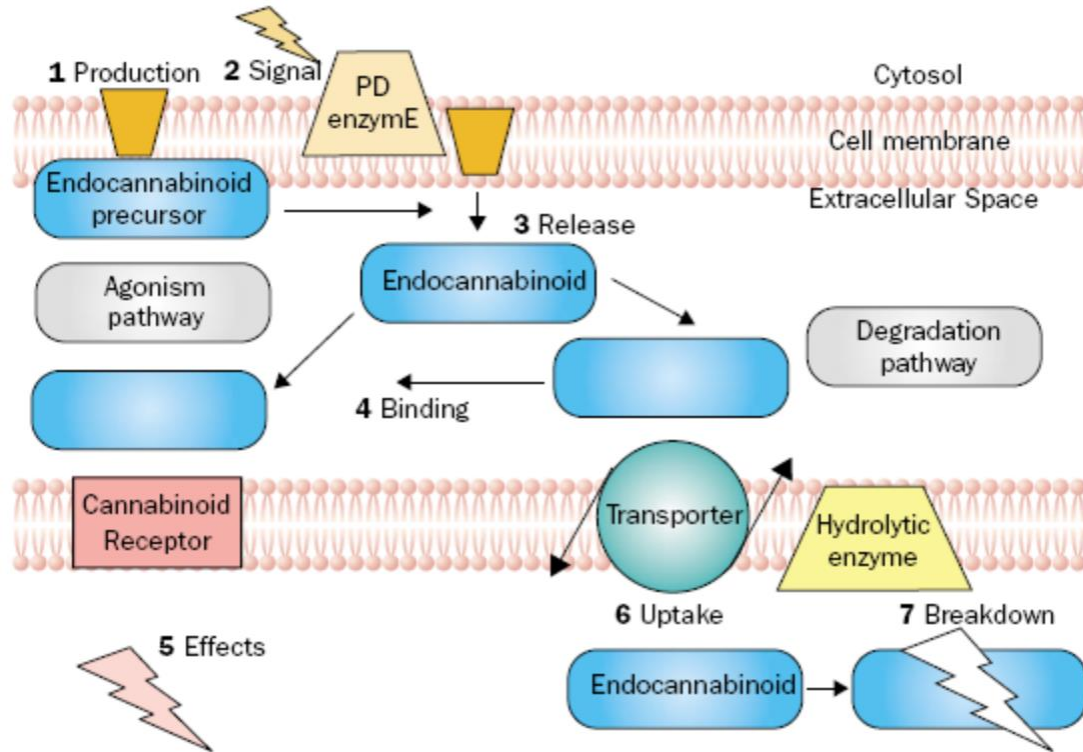 1 Production
2 Signal
PD
enzymE
Cytosol
Cell membrane
Extracellular Space
Endocannabinoid
precursor
3 Release
Endocannabinoid
Agonism
pathway
Degradation
pathway
4 Binding
Cannabinoid
Receptor
Transporter
Hydrolytic
enzyme
5 Effects
6 Uptake
7 Breakdown
Endocannabinoid